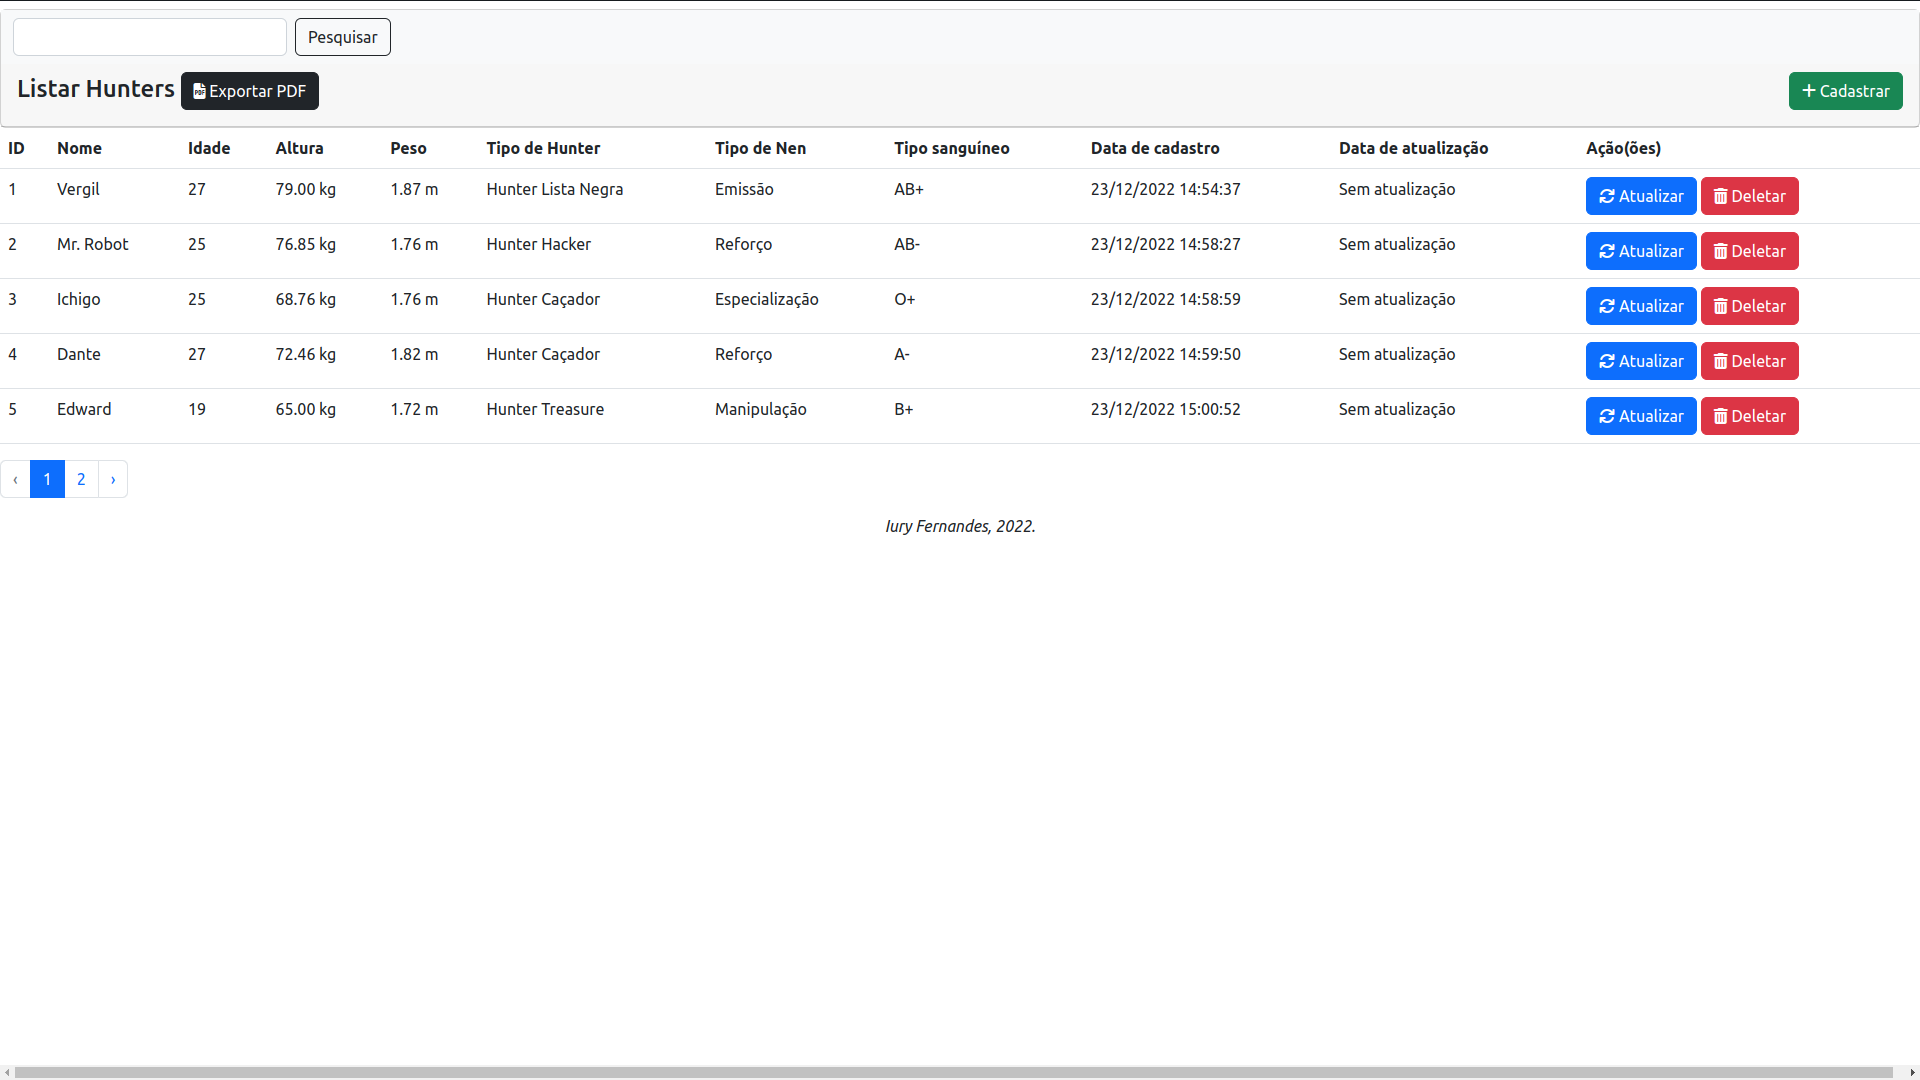 Pesquisar
Listar Hunters Exportar PDF + Cadastrar
ID Nome Idade Altura Peso Tipo de Hunter Tipo de Nen Tipo sanguíneo Data de cadastro Data de atualização Ação(ões)
1 Vergil 27 79.00 kg 1.87 m Hunter Lista Negra Emissão AB+ 23/12/2022 14:54:37 Sem atualização Atualizar Deletar
2 Mr. Robot 25 76.85 kg 1.76 m Hunter Hacker Reforço AB- 23/12/2022 14:58:27 Sem atualização Atualizar Deletar
3 Ichigo 25 68.76 kg 1.76 m Hunter Caçador Especialização O+ 23/12/2022 14:58:59 Sem atualização Atualizar Deletar
4 Dante 27 72.46 kg 1.82 m Hunter Caçador Reforço A- 23/12/2022 14:59:50 Sem atualização Atualizar Deletar
5 Edward 19 65.00 kg 1.72 m Hunter Treasure Manipulação B+ 23/12/2022 15:00:52 Sem atualização Atualizar Deletar
‹ 1 2 ›
Iury Fernandes, 2022.